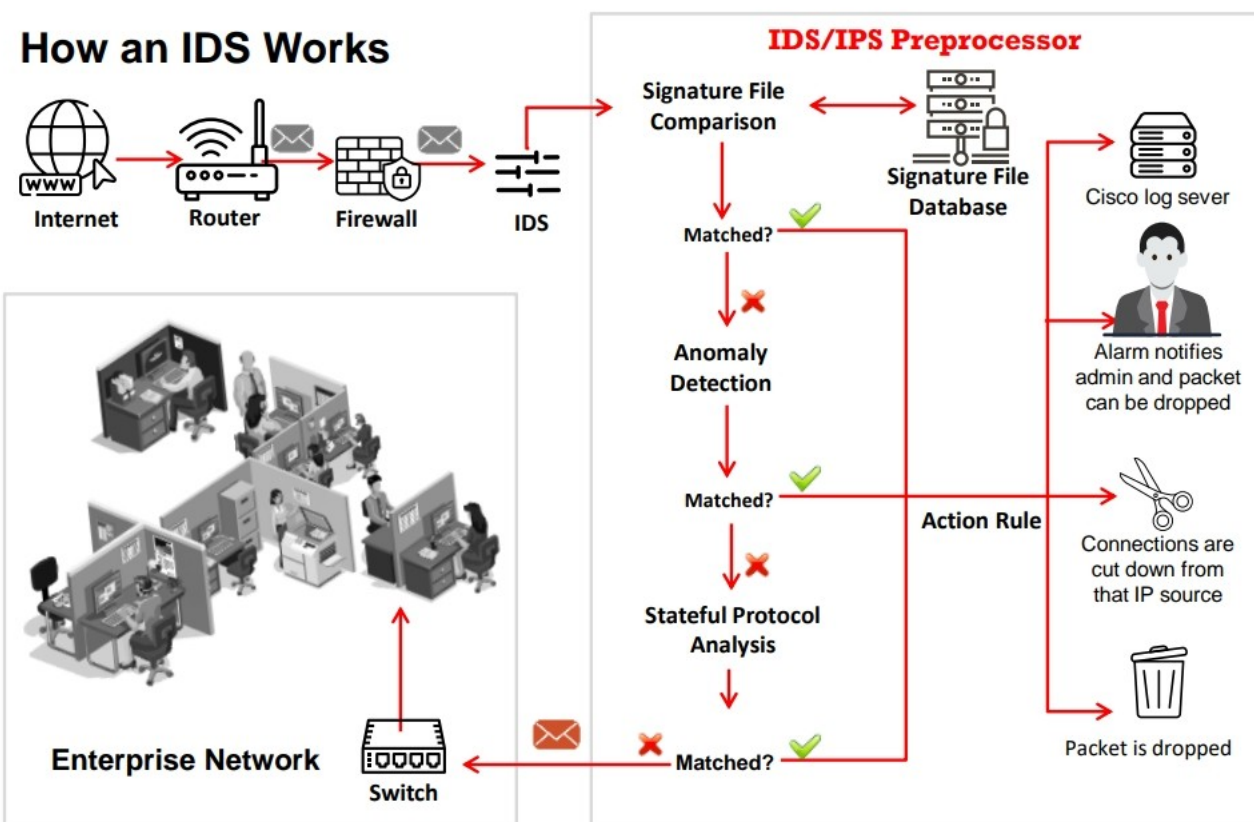 How an IDS Works
WWW
Internet
Router
Firewall
IDS
IDS/IPS Preprocessor
Signature File
Comparison
Signature File
Database
Matched?
Anomaly
Detection
Matched?
Stateful Protocol
Analysis
Matched?
Action Rule
Cisco log sever
Alarm notifies
admin and packet
can be dropped
Connections are
cut down from
that IP source
Packet is dropped
Enterprise Network
Switch